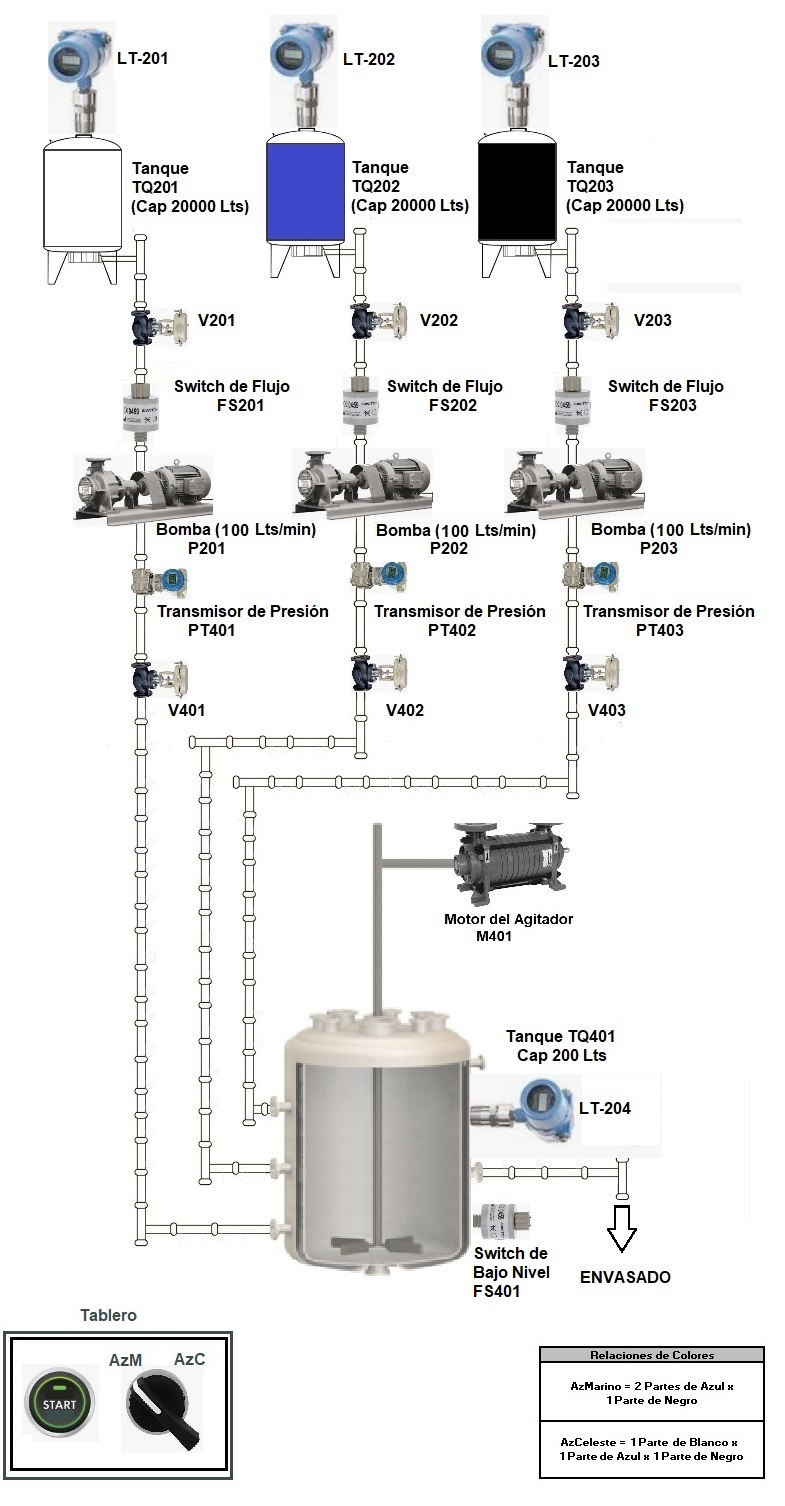 LT-201
LT-202
LT-203
Tanque
TQ201
(Cap 20000 Lts)
Tanque
TQ202
(Cap 20000 Lts)
Tanque
TQ203
(Cap 20000 Lts)
V201
V202
V203
Switch de Flujo
FS201
Switch de Flujo
FS202
Switch de Flujo
FS203
Bomba (100 Lts/min)
P201
Bomba (100 Lts/min)
P202
Bomba (100 Lts/min)
P203
Transmisor de Presión
PT401
Transmisor de Presión
PT402
Transmisor de Presión
PT403
V401
V402
V403
Motor del Agitador
M401
Tanque TQ401
Cap 200 Lts
LT-204
Switch de
Bajo Nivel
FS401
ENVASADO
Tablero
AzM
AzC
START
Relaciones de Colores
AzMarino = 2 Partes de Azul x
1 Parte de Negro
AzCeleste = 1 Parte de Blanco x
1 Parte de Azul x 1 Parte de Negro